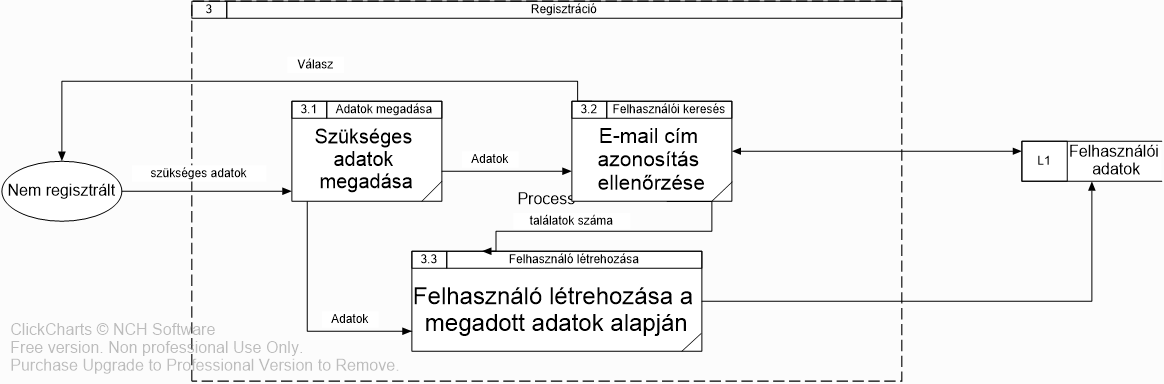 3
Regisztráció
Válasz
3.1
Adatok megadása
Szükséges
adatok
megadása
3.2
Felhasználói keresés
E-mail cím
azonosítás
ellenőrzése
Adatok
szükséges adatok
Nem regisztrált
L1
Felhasználói
adatok
Process
találatok száma
3.3
Felhasználó létrehozása
Felhasználó létrehozása a
megadott adatok alapján
Adatok
ClickCharts © NCH Software
Free version. Non professional Use Only.
Purchase Upgrade to Professional Version to Remove.